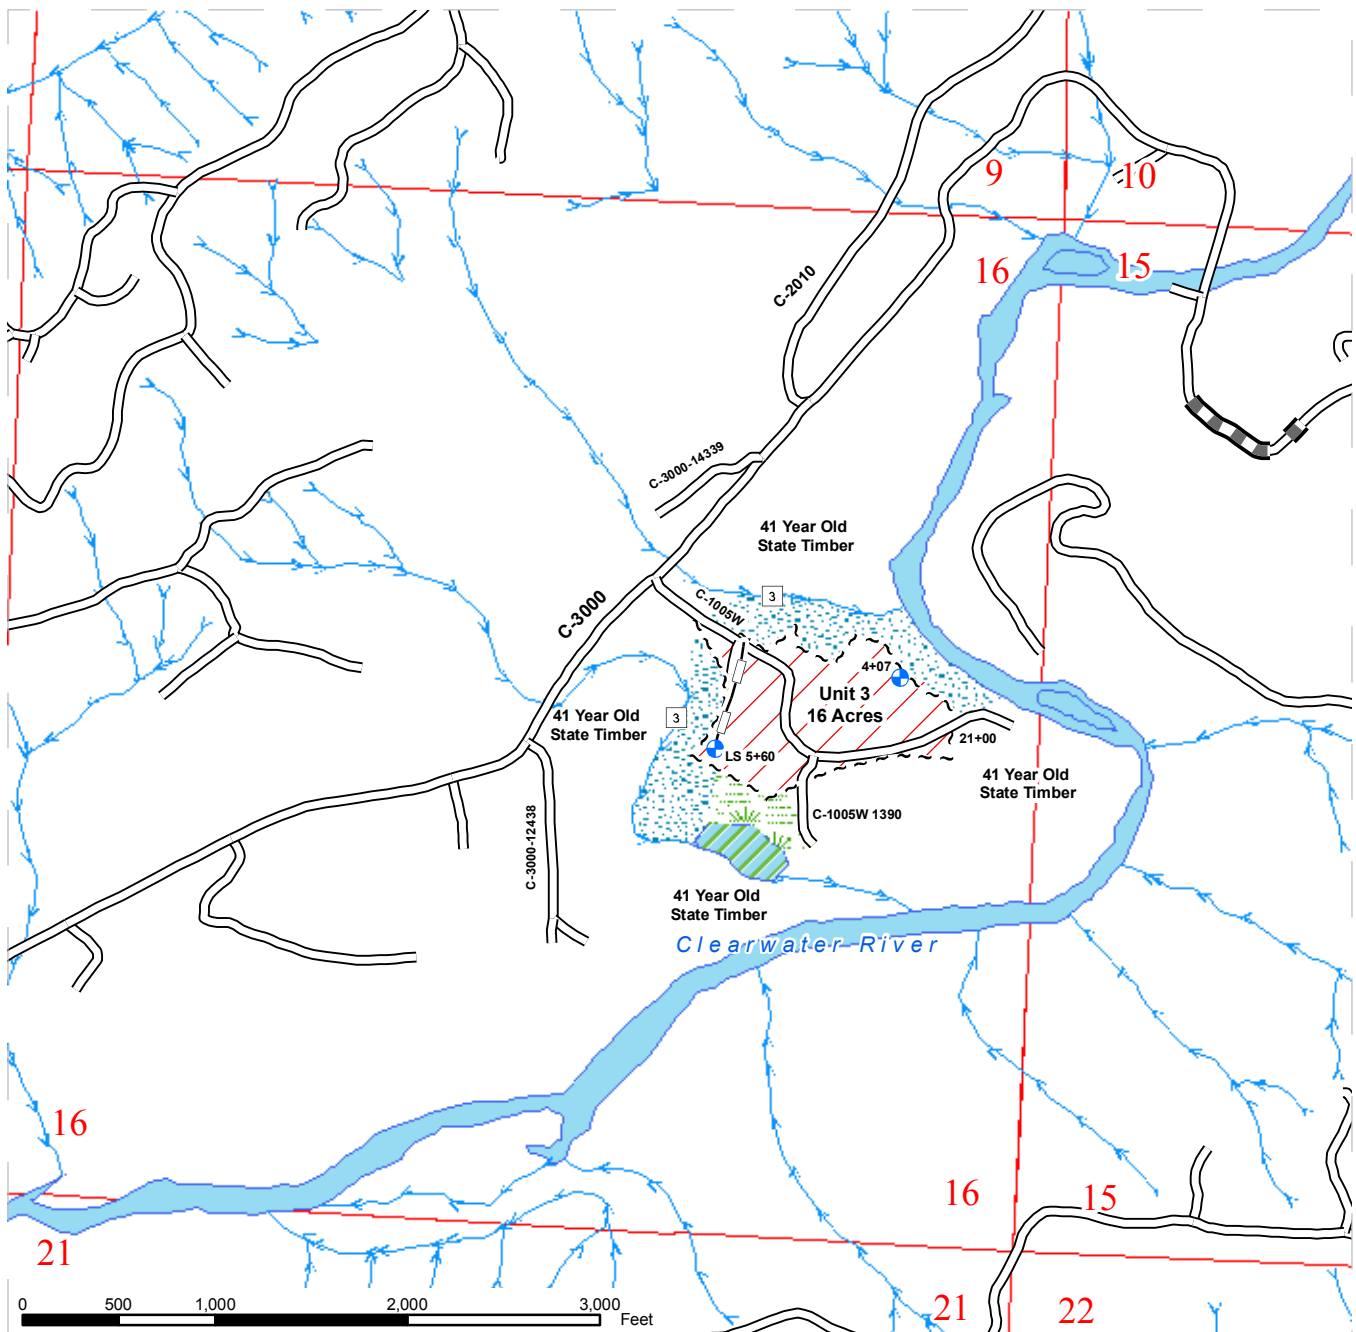 9
10
16
15
C-2010
C-3000-14339
41 Year Old
State Timber
3
C-1005W
C-3000
4+07
Unit 3
16 Acres
3
41 Year Old
State Timber
21+00
LS 5+60
41 Year Old
State Timber
C-1005W 1390
C-3000-12438
41 Year Old
State Timber
Clearwater River
16
16
15
21
21
22
0 500 1,000 2,000 3,000
Feet